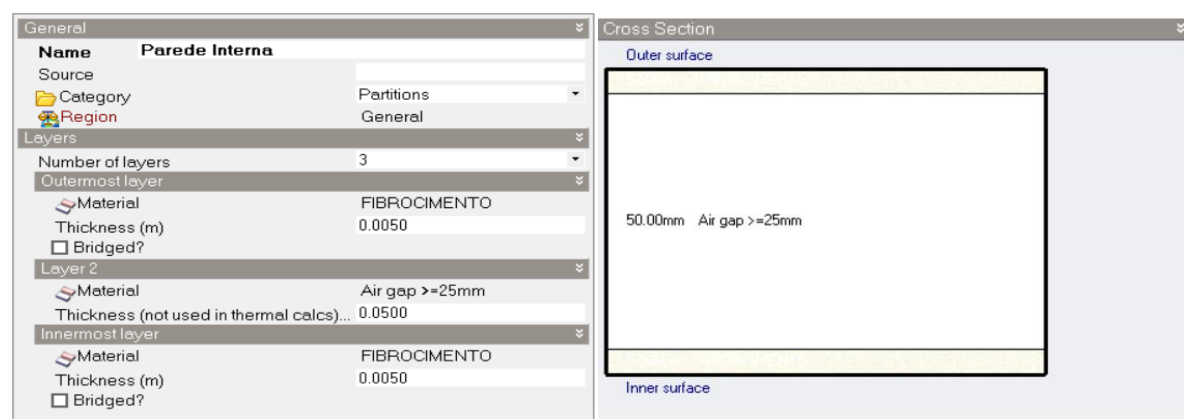 General
Name Parede Interna
Source
Category Partitions
Region General
Layers
Number of layers 3
Outermost layer
Material FIBROCIMENTO
Thickness (m) 0.0050
Bridged?
Layer 2
Material Air gap >=25mm
Thickness (not used in thermal calcs)... 0.0500
Innermost layer
Material FIBROCIMENTO
Thickness (m) 0.0050
Bridged?
Cross Section
Outer surface
50.00mm Air gap >=25mm
Inner surface